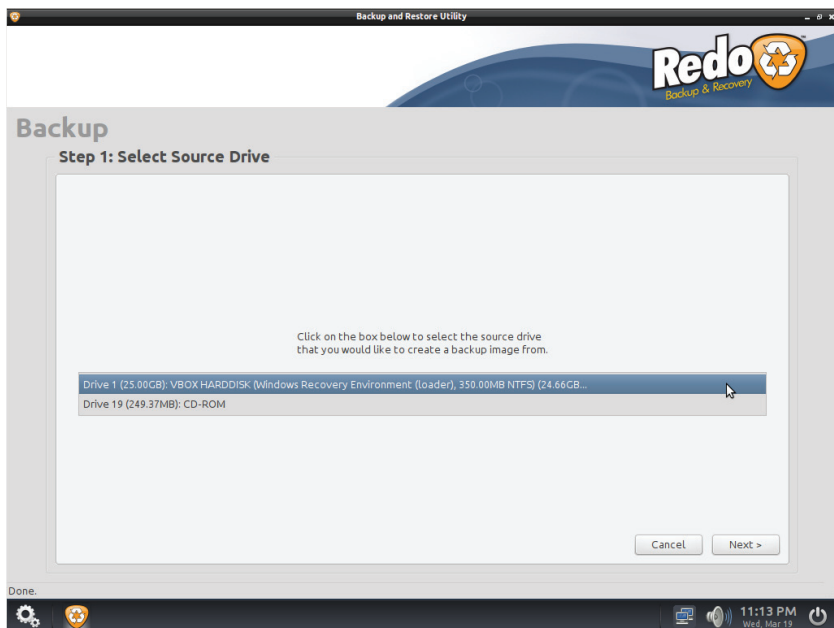 Backup and Restore Utility
Redo™
Backup & Recovery
Backup
Step 1: Select Source Drive
Click on the box below to select the source drive
that you would like to create a backup image from.
Drive 1 (25.00GB): VBOX HARDDISK (Windows Recovery Environment (loader), 350.00MB NTFS) (24.66GB...
Drive 19 (249.37MB): CD-ROM
Cancel Next >
Done.
11:13 PM
Wed, Mar 19